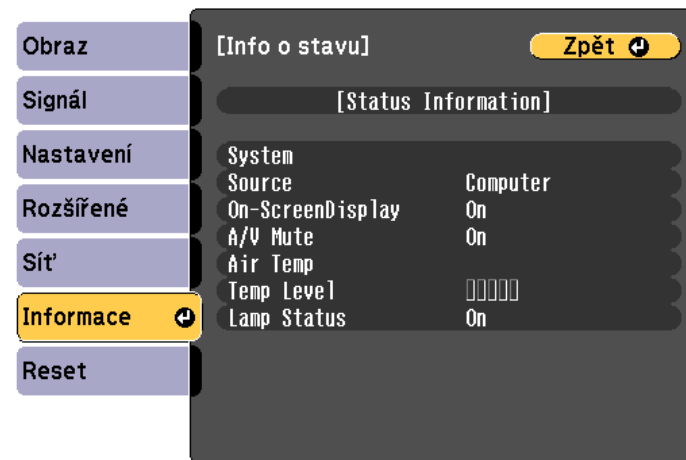 Obraz
Signál
Nastavení
Rozšířené
Síť
Informace
Reset
[Info o stavu]
Zpět
[Status Information]
System
Source Computer
On-ScreenDisplay On
A/V Mute On
Air Temp
Temp Level
Lamp Status On